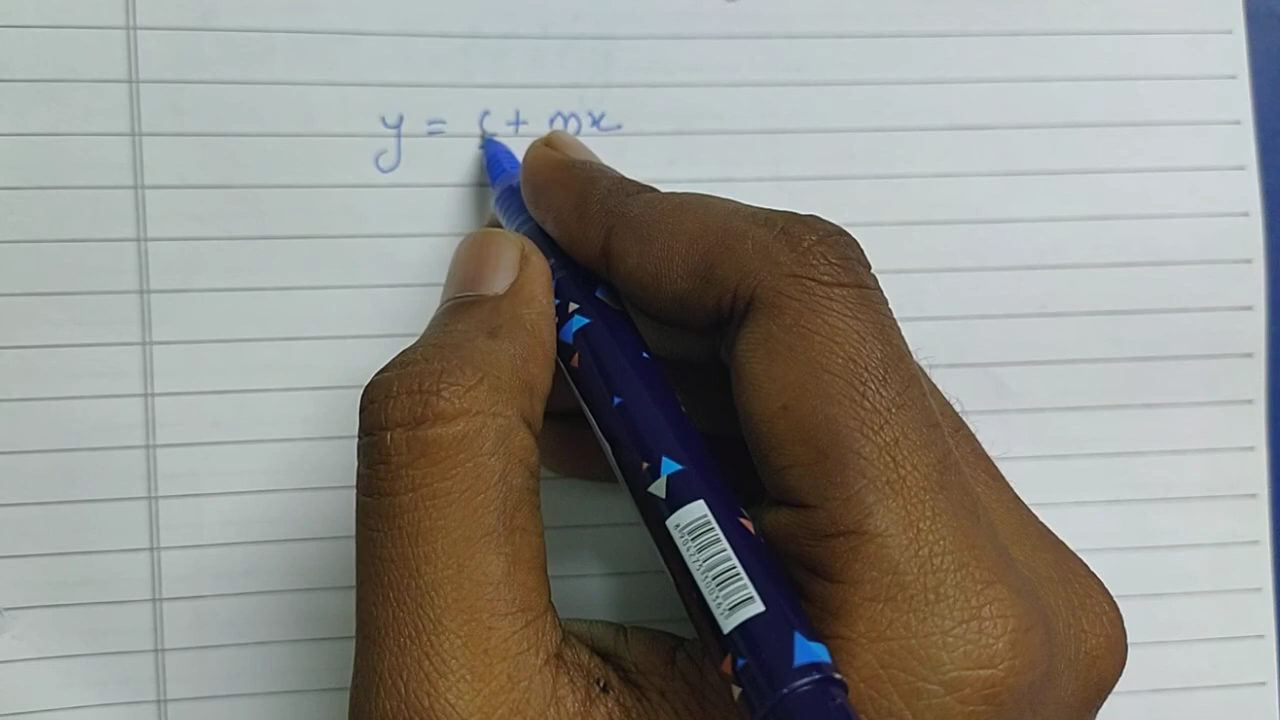 y = c + mx